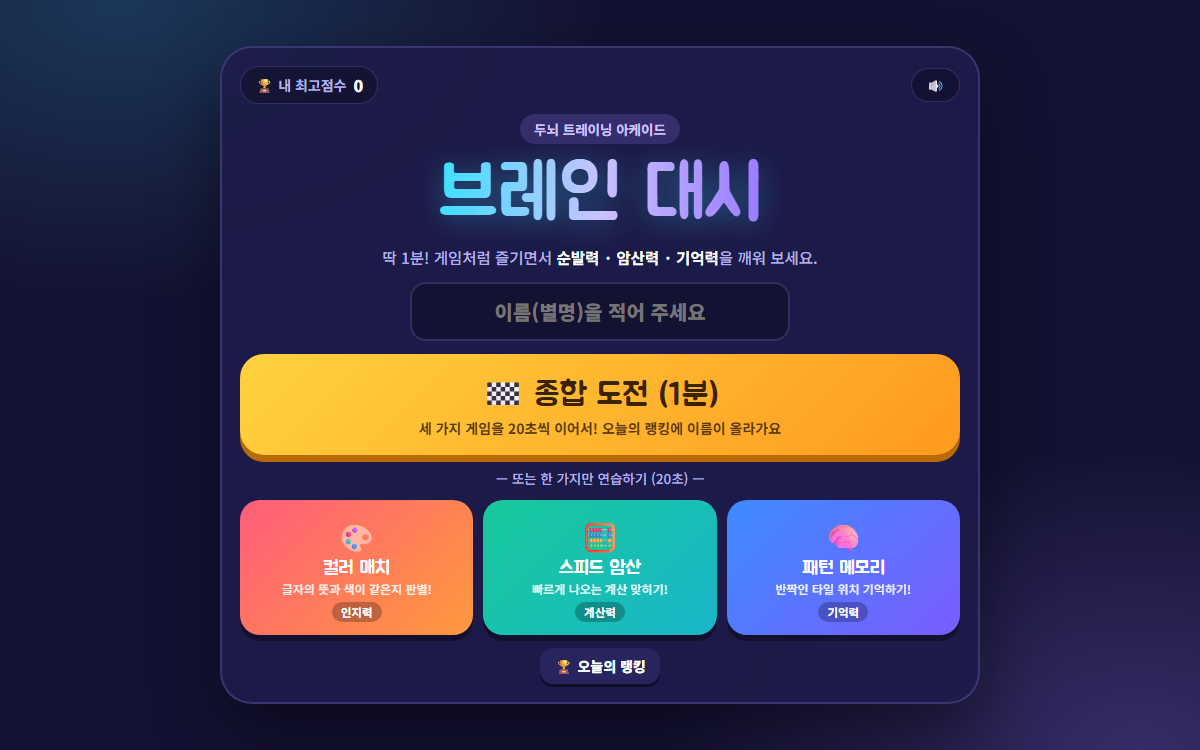 🏆 내 최고점수 0
두뇌 트레이닝 아케이드
브레인 대시
딱 1분! 게임처럼 즐기면서 순발력 · 암산력 · 기억력을 깨워 보세요.
이름(별명)을 적어 주세요
🏁 종합 도전 (1분)
세 가지 게임을 20초씩 이어서! 오늘의 랭킹에 이름이 올라가요
— 또는 한 가지만 연습하기 (20초) —
컬러 매치
글자의 뜻과 색이 같은지 판별!
인지력
스피드 암산
빠르게 나오는 계산 맞히기!
계산력
패턴 메모리
반짝인 타일 위치 기억하기!
기억력
🏆 오늘의 랭킹